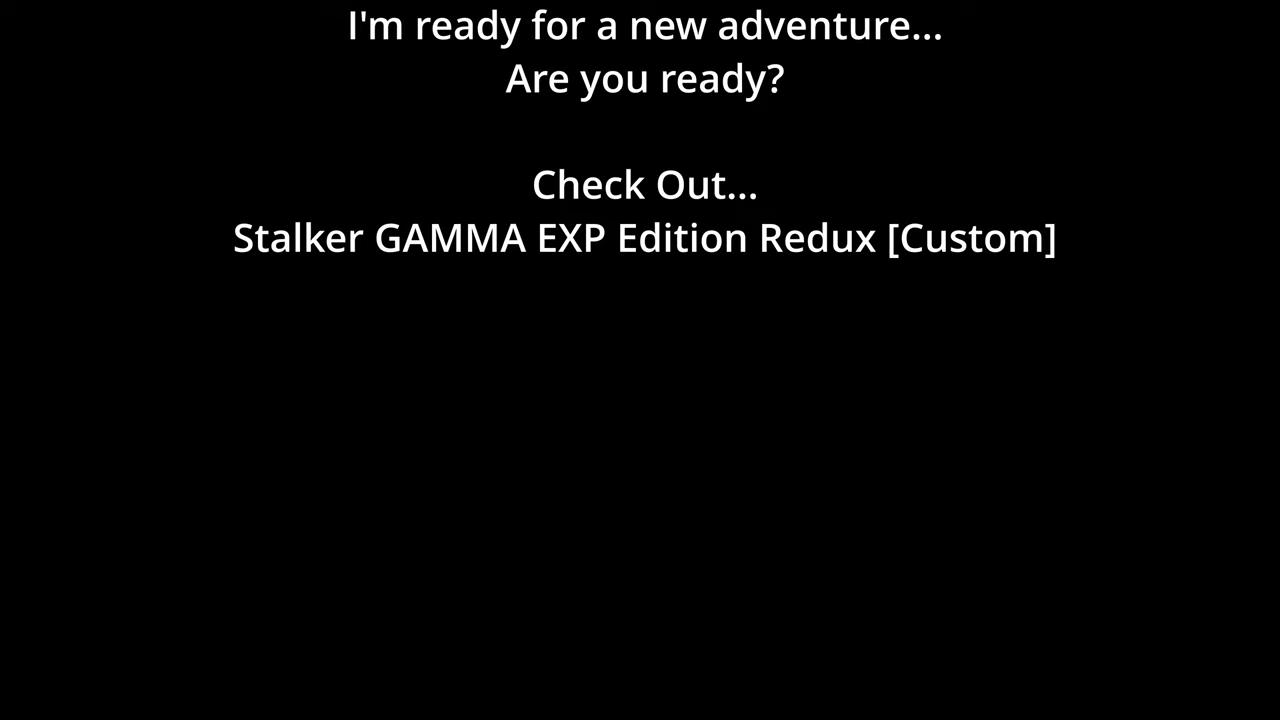 I'm ready for a new adventure...
Are you ready?
Check Out...
Stalker GAMMA EXP Edition Redux [Custom]